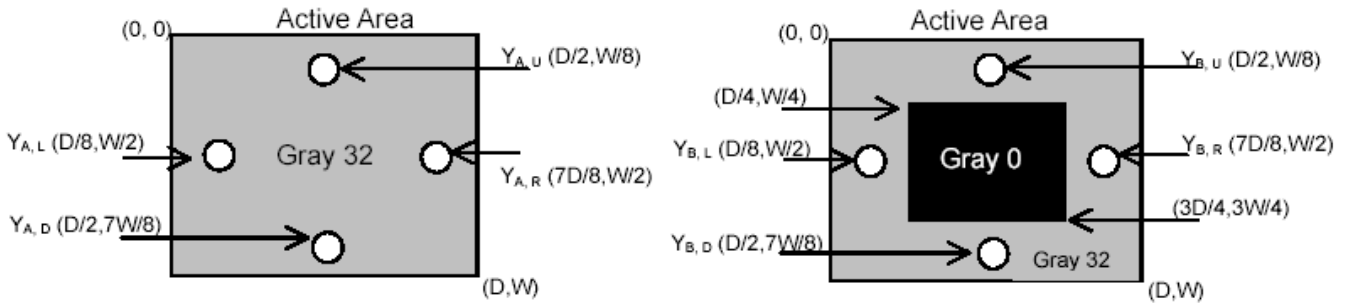 Active Area
(0, 0)
YA, U (D/2,W/8)
YA, L (D/8,W/2)
Gray 32
YA, R (7D/8,W/2)
YA, D (D/2,7W/8)
(D,W)
Active Area
(0, 0)
YB, U (D/2,W/8)
(D/4,W/4)
YB, L (D/8,W/2)
Gray 0
YB, R (7D/8,W/2)
(3D/4,3W/4)
YB, D (D/2,7W/8)
Gray 32
(D,W)